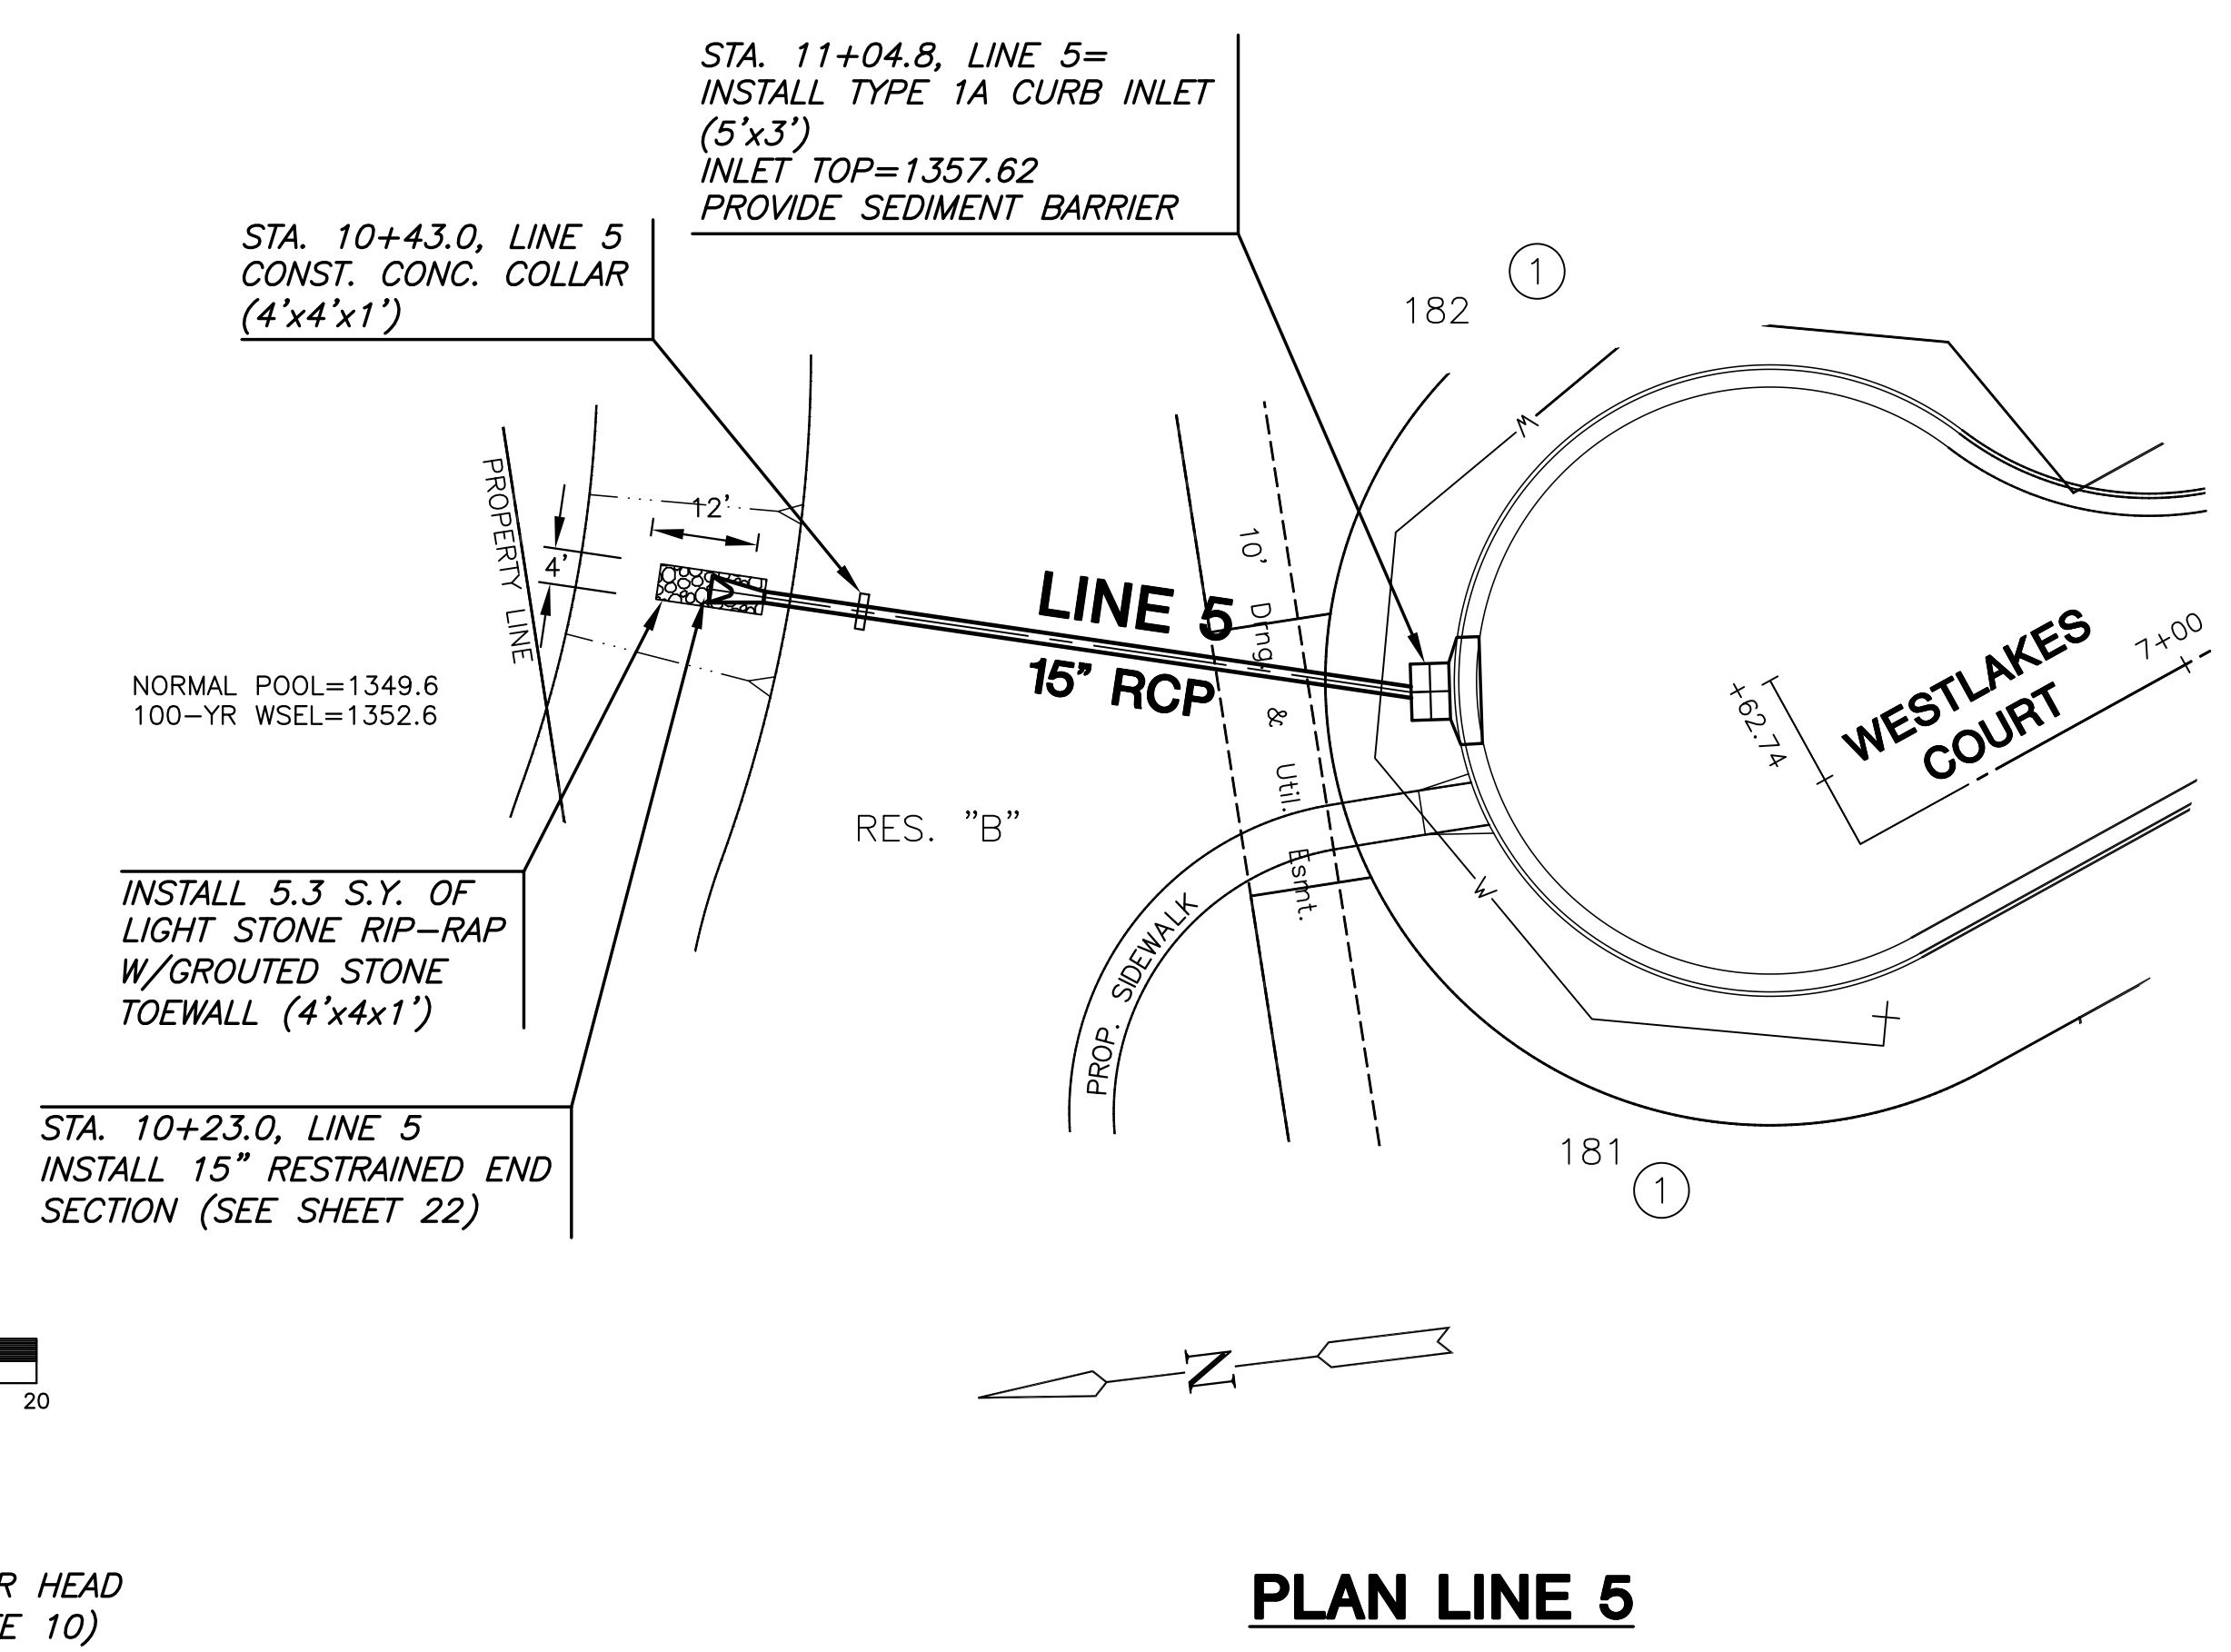 STA. 11+04.8, LINE 5=
INSTALL TYPE 1A CURB INLET
(5'x3')
INLET TOP=1357.62
PROVIDE SEDIMENT BARRIER
STA. 10+43.0, LINE 5
CONST. CONC. COLLAR
(4'x4'x1')
182
1
PROPERTY LINE
12'
4'
10' Drng. & Util. Esmt.
LINE 5
15" RCP
NORMAL POOL=1349.6
100-YR WSEL=1352.6
W
7+00
+62.74
WESTLAKES
COURT
RES. "B"
W
PROP. SIDEWALK
INSTALL 5.3 S.Y. OF
LIGHT STONE RIP-RAP
W/GROUTED STONE
TOEWALL (4'x4x1')
STA. 10+23.0, LINE 5
INSTALL 15" RESTRAINED END
SECTION (SEE SHEET 22)
181
1
N
20
R HEAD
E 10)
PLAN LINE 5